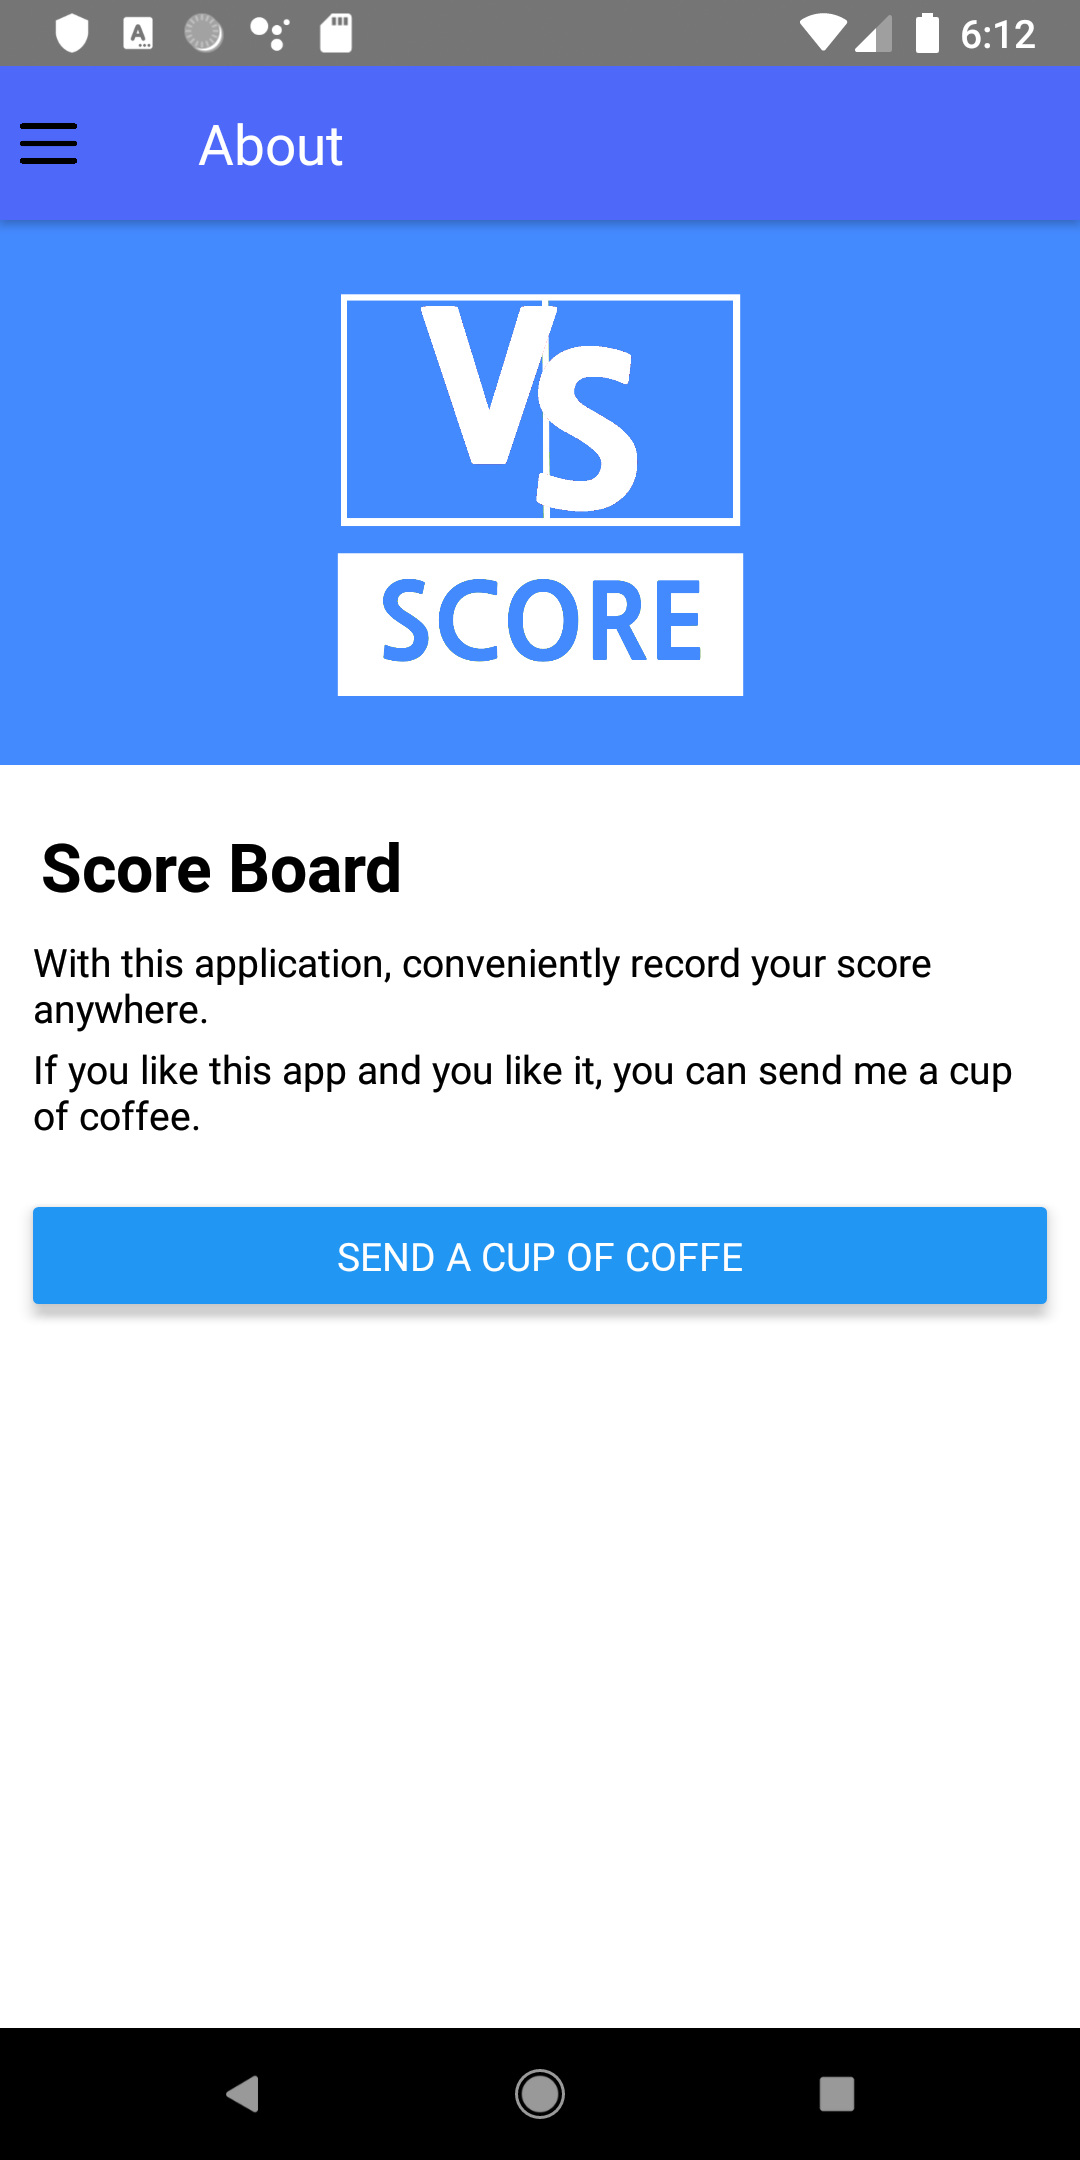 6:12
About
VS
SCORE
Score Board
With this application, conveniently record your score
anywhere.
If you like this app and you like it, you can send me a cup
of coffee.
SEND A CUP OF COFFE